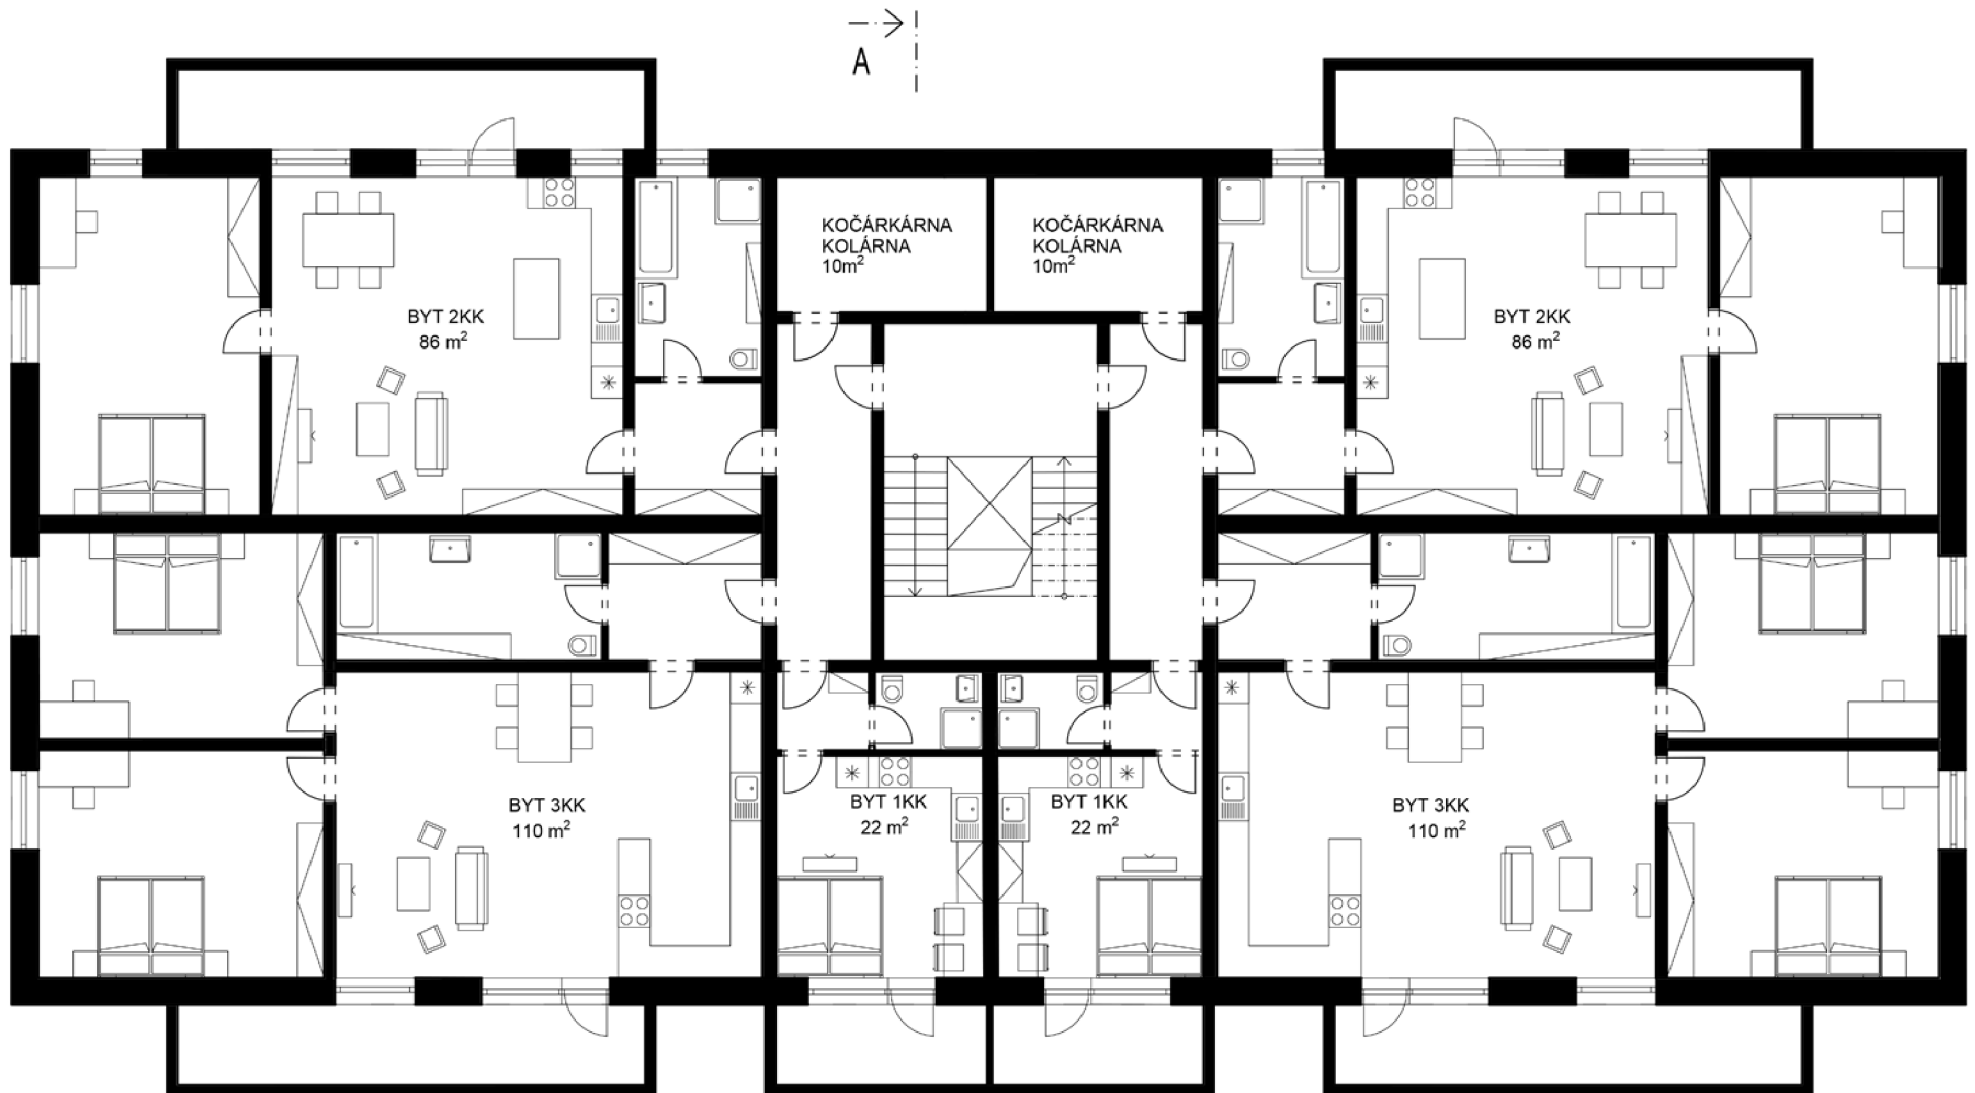 A
KOČÁRKÁRNA
KOLÁRNA
10m²
KOČÁRKÁRNA
KOLÁRNA
10m²
BYT 2KK
86 m²
BYT 2KK
86 m²
BYT 3KK
110 m²
BYT 1KK
22 m²
BYT 1KK
22 m²
BYT 3KK
110 m²